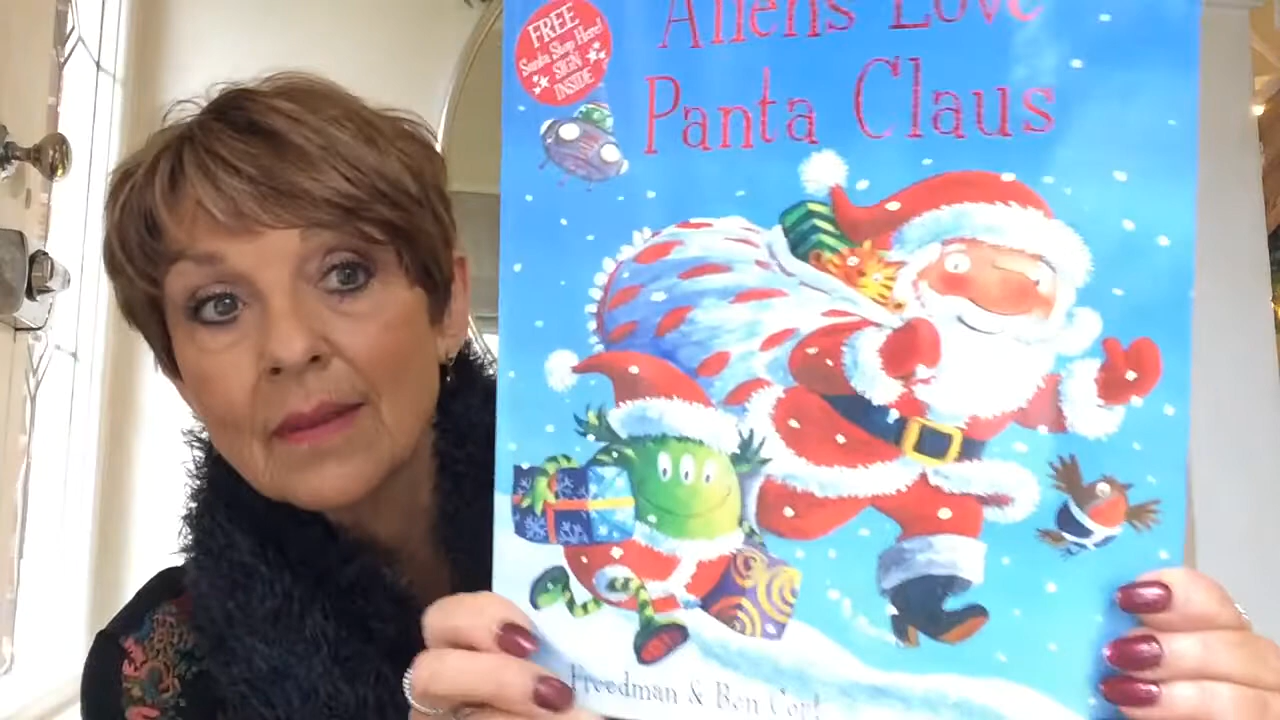 FREE
Santa Stop Here!
SIGN
INSIDE
Aliens Love
Panta Claus
Freedman & Ben Cort